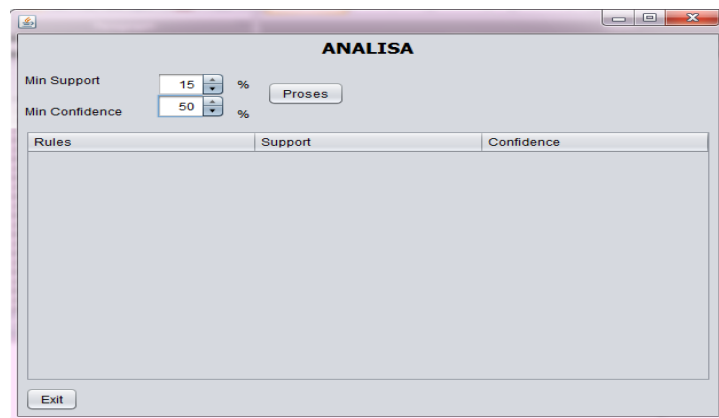 ANALISA
Min Support 15 %
Proses
Min Confidence 50 %
Rules Support Confidence
Exit